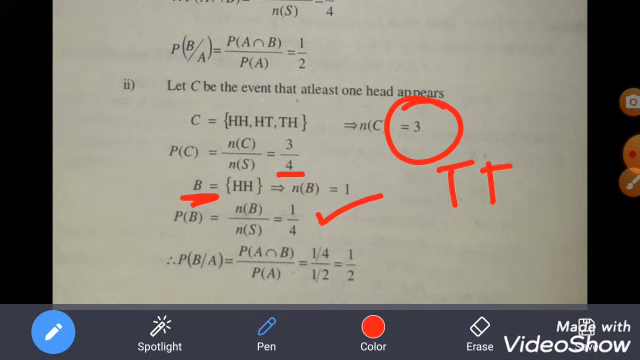 n(S) 4
P(B/A) = P(A∩B)/P(A) = 1/2
ii) Let C be the event that atleast one head appears
C = {HH, HT, TH} ⇒ n(C = 3
P(C) = n(C)/n(S) = 3/4
TT
B = {HH} ⇒ n(B) = 1
P(B) = n(B)/n(S) = 1/4
∴P(B/A) = P(A∩B)/P(A) = 1/4 / 1/2 = 1/2
Spotlight Pen Color Erase
Made with
VideoShow